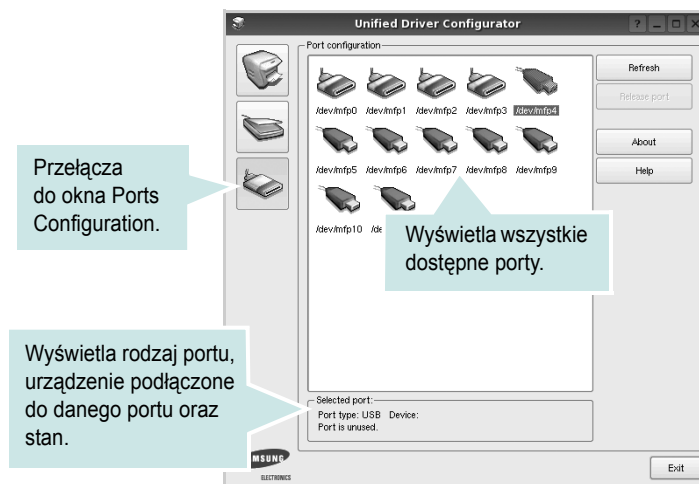 Unified Driver Configurator
Port configuration
/dev/mfp0 /dev/mfp1 /dev/mfp2 /dev/mfp3 /dev/mfp4
/dev/mfp5 /dev/mfp6 /dev/mfp7 /dev/mfp8 /dev/mfp9
/dev/mfp10 /de
Refresh
Release port
About
Help
Przełącza
do okna Ports
Configuration.
Wyświetla wszystkie
dostępne porty.
Wyświetla rodzaj portu,
urządzenie podłączone
do danego portu oraz
stan.
Selected port:
Port type: USB Device:
Port is unused.
MSUNG
ELECTRONICS
Exit